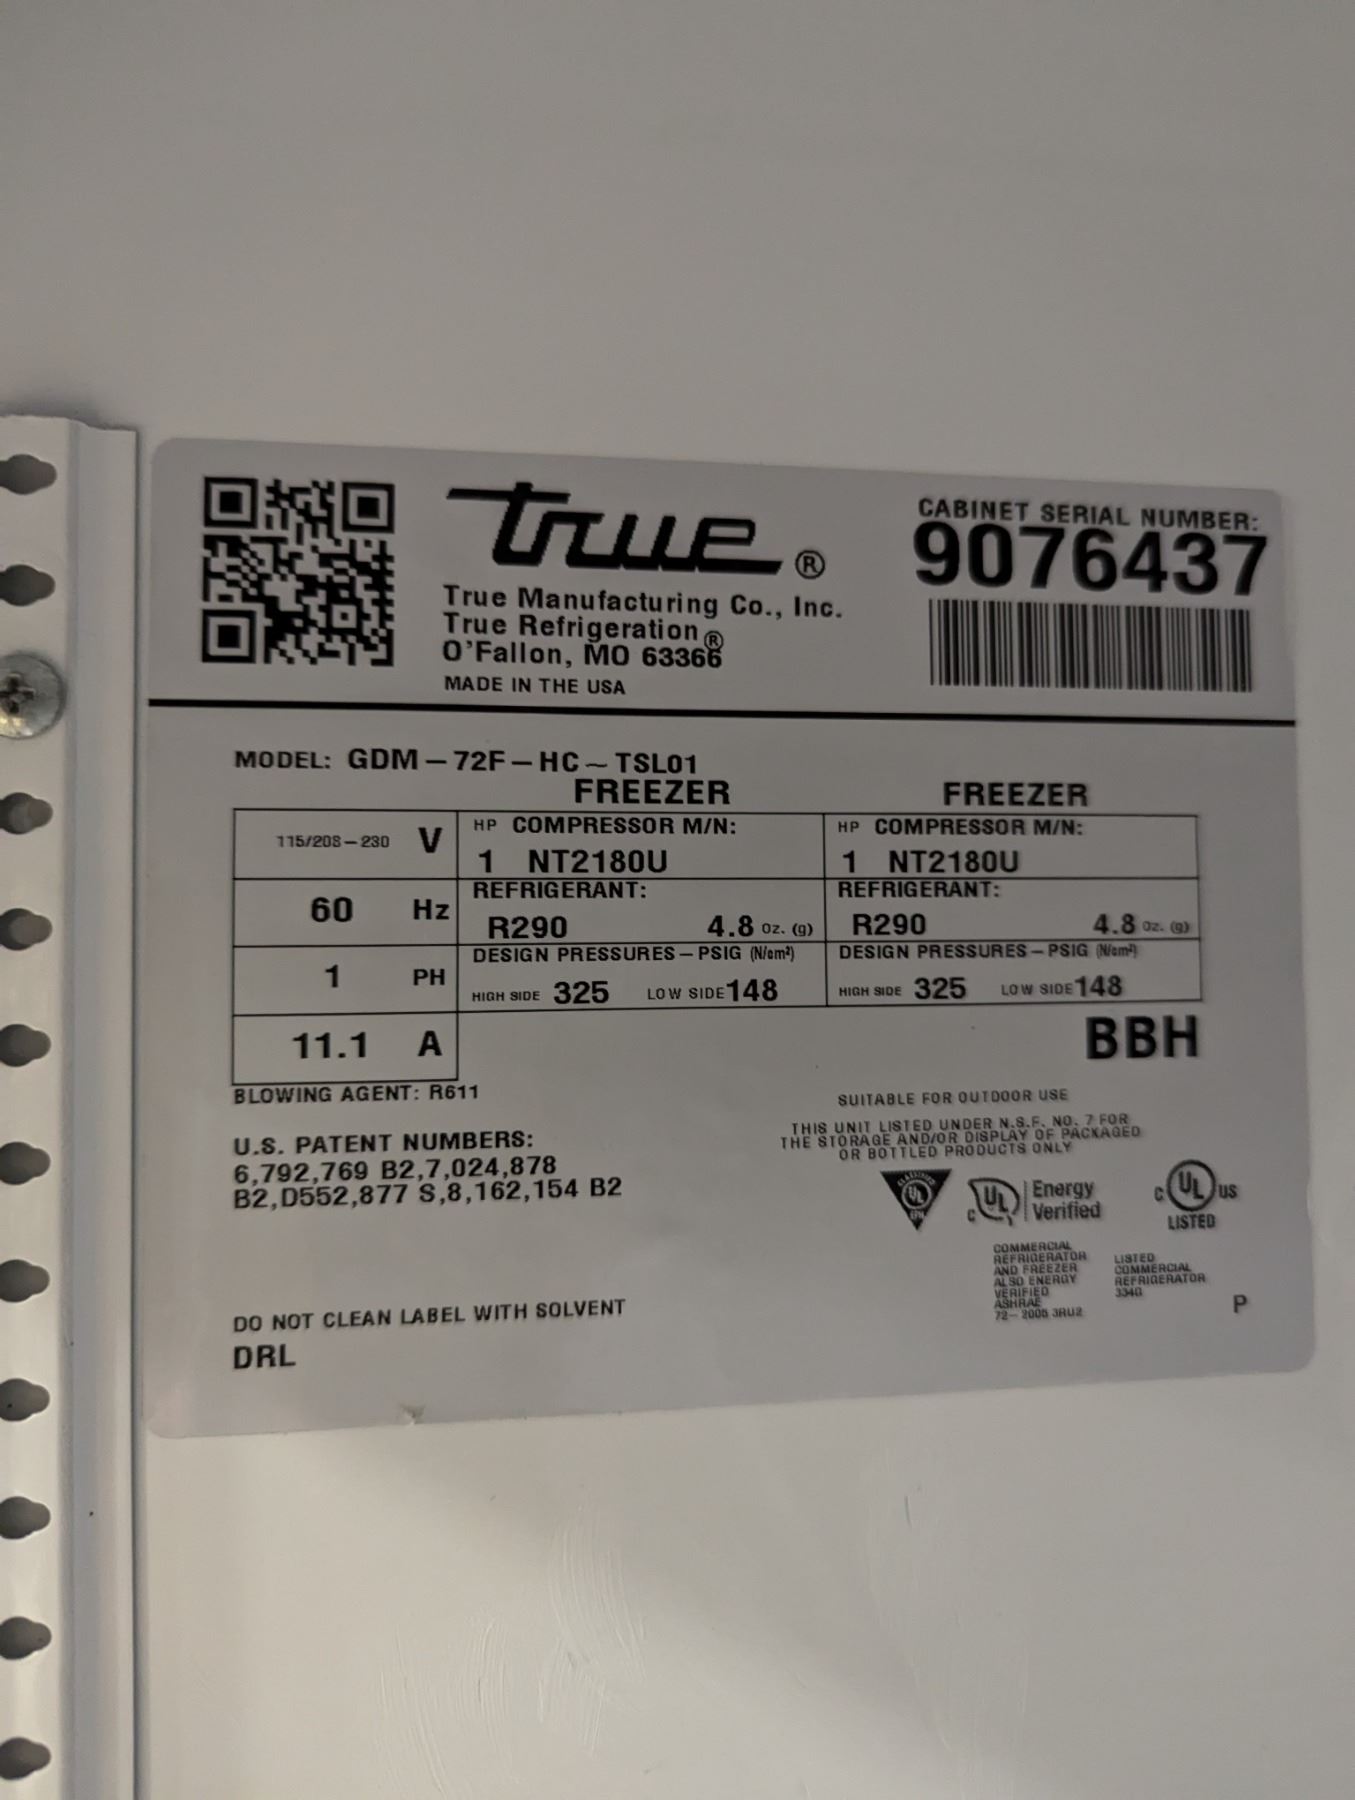 true®
True Manufacturing Co., Inc.
True Refrigeration®
O'Fallon, MO 63366
MADE IN THE USA
CABINET SERIAL NUMBER:
9076437
MODEL: GDM-72F-HC~TSL01
FREEZER FREEZER
115/208-230 V
60 Hz
1 PH
11.1 A
HP COMPRESSOR M/N:
1 NT2180U
REFRIGERANT:
R290 4.8 Oz. (g)
DESIGN PRESSURES-PSIG (N/cm²)
HIGH SIDE 325 LOW SIDE 148
HP COMPRESSOR M/N:
1 NT2180U
REFRIGERANT:
R290 4.8 Oz. (g)
DESIGN PRESSURES-PSIG (N/cm²)
HIGH SIDE 325 LOW SIDE 148
BBH
BLOWING AGENT: R611
U.S. PATENT NUMBERS:
6,792,769 B2,7,024,878
B2,D552,877 S,8,162,154 B2
SUITABLE FOR OUTDOOR USE
THIS UNIT LISTED UNDER N.S.F. NO. 7 FOR
THE STORAGE AND/OR DISPLAY OF PACKAGED
OR BOTTLED PRODUCTS ONLY
CLASSIFIED
UL
EPH
C UL
Energy
Verified
C UL US
LISTED
COMMERCIAL
REFRIGERATOR
AND FREEZER
ALSO ENERGY
VERIFIED
ASHRAE
72-2005 3RU2
LISTED
COMMERCIAL
REFRIGERATOR
P
DO NOT CLEAN LABEL WITH SOLVENT
DRL